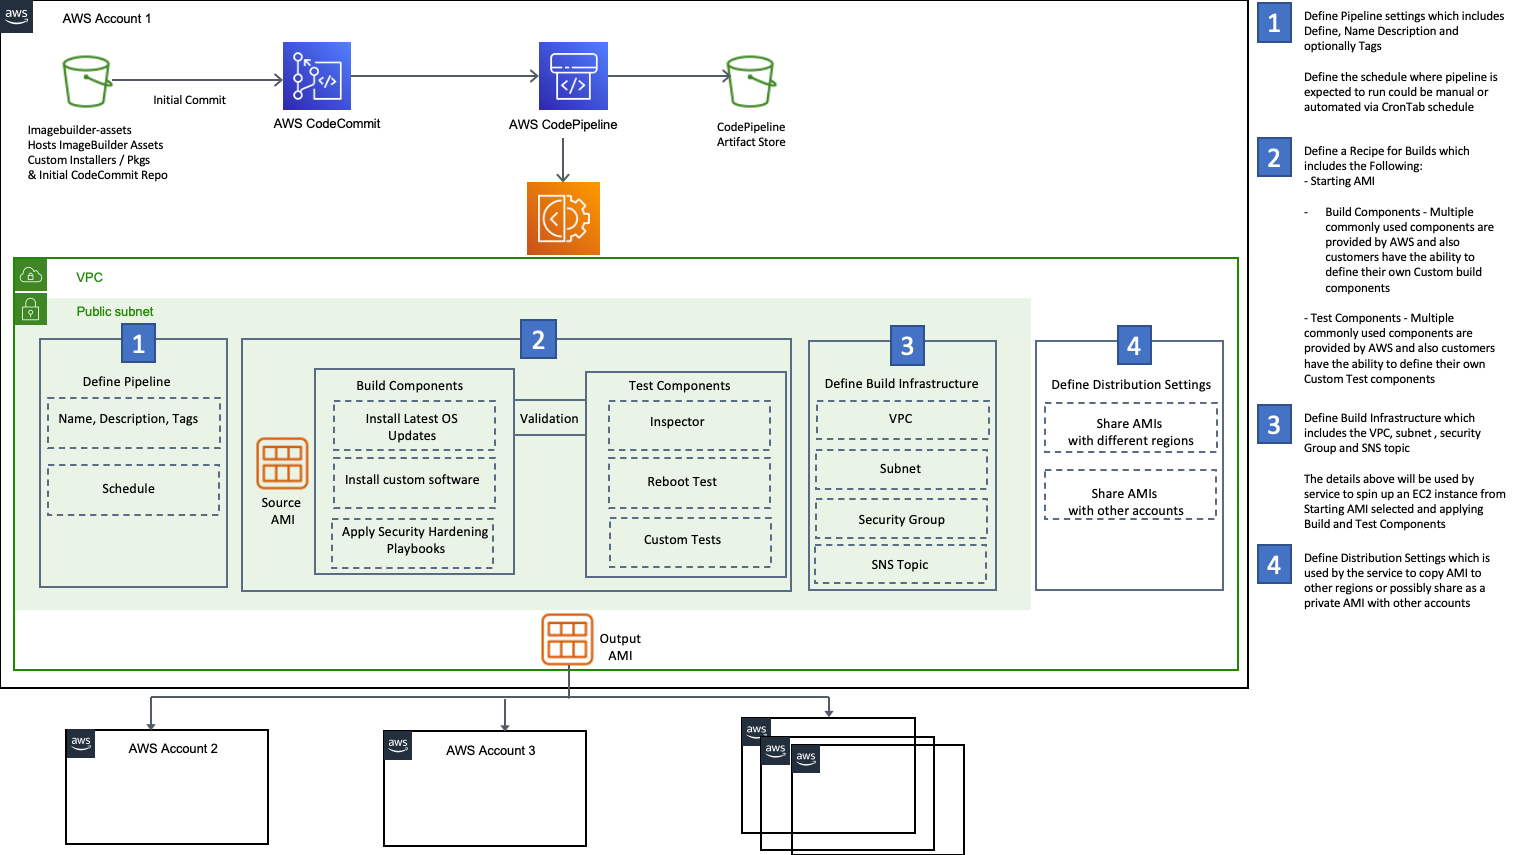 aws
AWS Account 1
Initial Commit
Imagebuilder-assets
Hosts ImageBuilder Assets
Custom Installers / Pkgs
& Initial CodeCommit Repo
AWS CodeCommit
AWS CodePipeline
CodePipeline
Artifact Store
VPC
Public subnet
1
Define Pipeline
Name, Description, Tags
Schedule
2
Source
AMI
Build Components
Install Latest OS
Updates
Install custom software
Apply Security Hardening
Playbooks
Validation
Test Components
Inspector
Reboot Test
Custom Tests
3
Define Build Infrastructure
VPC
Subnet
Security Group
SNS Topic
4
Define Distribution Settings
Share AMIs
with different regions
Share AMIs
with other accounts
Output
AMI
aws
AWS Account 2
aws
AWS Account 3
aws
aws
aws
1
Define Pipeline settings which includes
Define, Name Description and
optionally Tags
Define the schedule where pipeline is
expected to run could be manual or
automated via CronTab schedule
2
Define a Recipe for Builds which
includes the Following:
- Starting AMI
- Build Components - Multiple
commonly used components are
provided by AWS and also
customers have the ability to
define their own Custom build
components
- Test Components - Multiple
commonly used components are
provided by AWS and also customers
have the ability to define their own
Custom Test components
3
Define Build Infrastructure which
includes the VPC, subnet , security
Group and SNS topic
The details above will be used by
service to spin up an EC2 instance from
Starting AMI selected and applying
Build and Test Components
4
Define Distribution Settings which is
used by the service to copy AMI to
other regions or possibly share as a
private AMI with other accounts